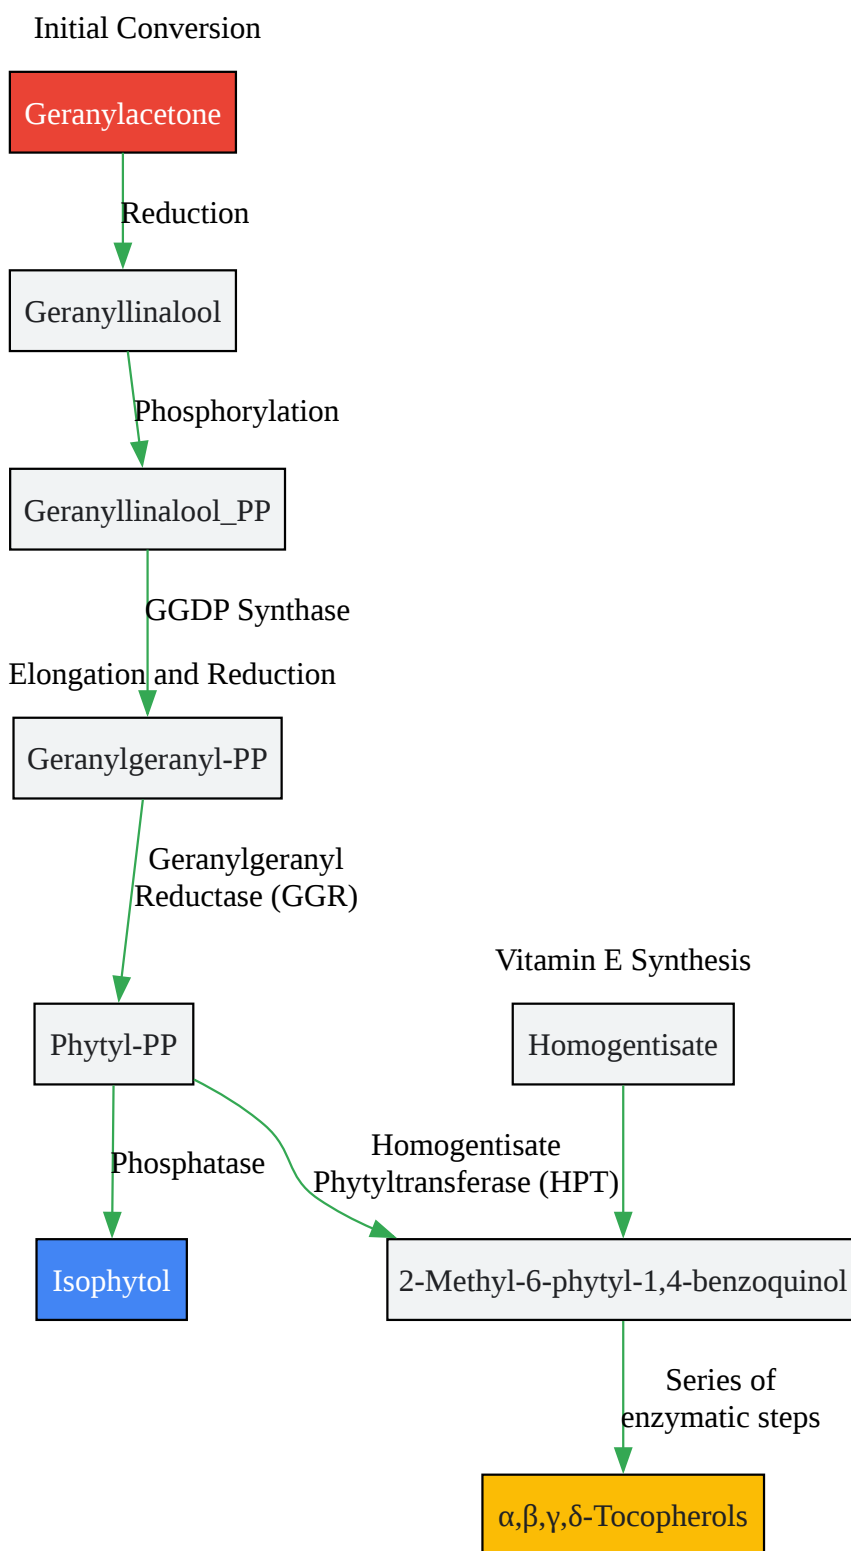 Initial Conversion
Geranylacetone
Reduction
Geranyllinalool
Phosphorylation
Geranyllinalool_PP
GGDP Synthase
Elongation and Reduction
Geranylgeranyl-PP
Geranylgeranyl
Reductase (GGR)
Vitamin E Synthesis
Phytyl-PP
Homogentisate
Phosphatase
Homogentisate
Phytyltransferase (HPT)
Isophytol
2-Methyl-6-phytyl-1,4-benzoquinol
Series of
enzymatic steps
α,β,γ,δ-Tocopherols